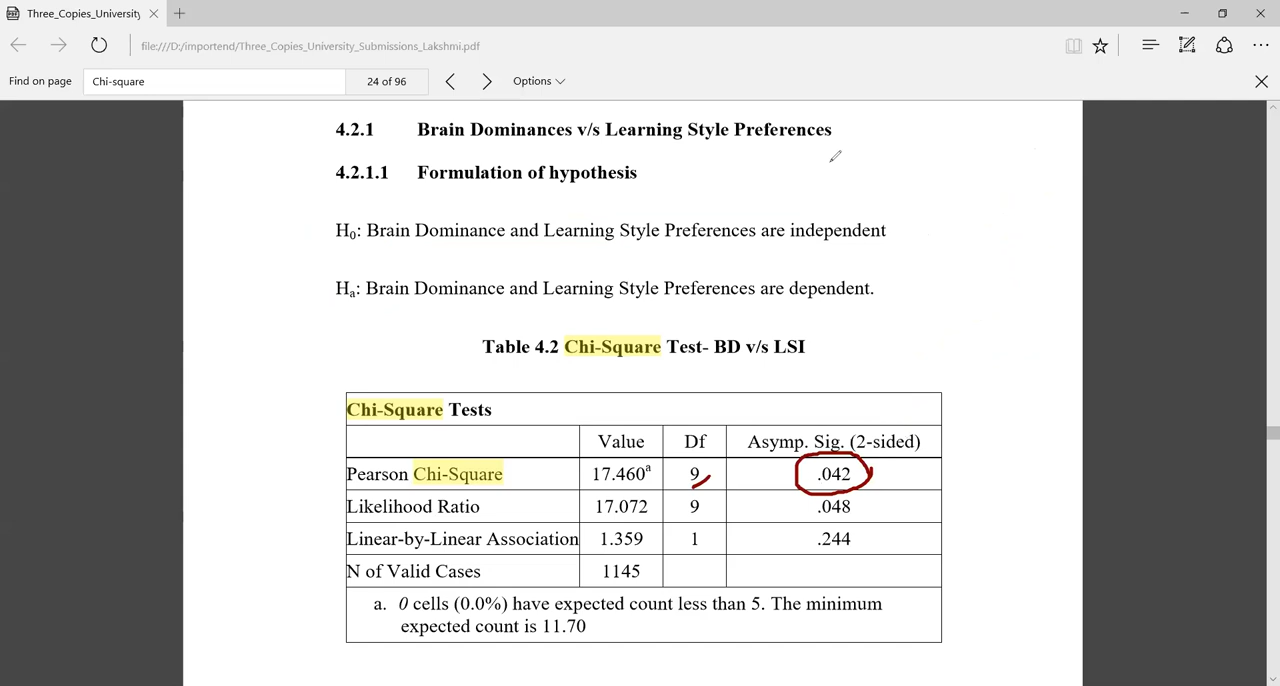 Three_Copies_University
file:///D:/importend/Three_Copies_University_Submissions_Lakshmi.pdf
Find on page Chi-square 24 of 96 Options
4.2.1 Brain Dominances v/s Learning Style Preferences
4.2.1.1 Formulation of hypothesis
H0: Brain Dominance and Learning Style Preferences are independent
Ha: Brain Dominance and Learning Style Preferences are dependent.
Table 4.2 Chi-Square Test- BD v/s LSI
Chi-Square Tests
Value Df Asymp. Sig. (2-sided)
Pearson Chi-Square 17.460a 9 .042
Likelihood Ratio 17.072 9 .048
Linear-by-Linear Association 1.359 1 .244
N of Valid Cases 1145
a. 0 cells (0.0%) have expected count less than 5. The minimum
expected count is 11.70